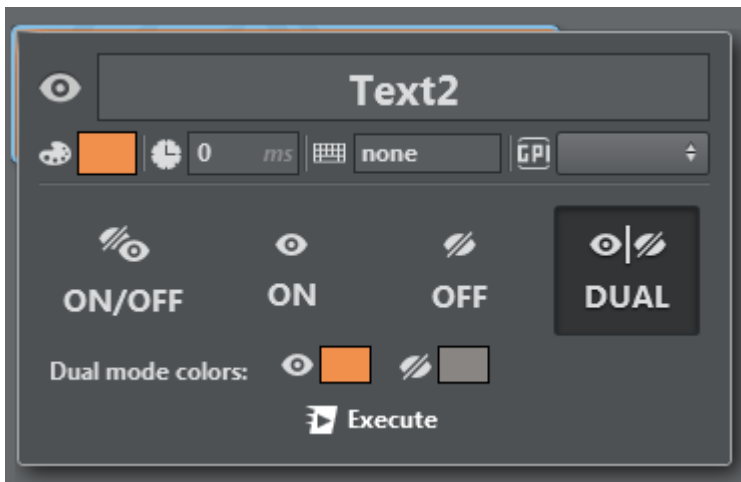 Text2
0 ms none GPI
ON/OFF ON OFF DUAL
Dual mode colors:
Execute